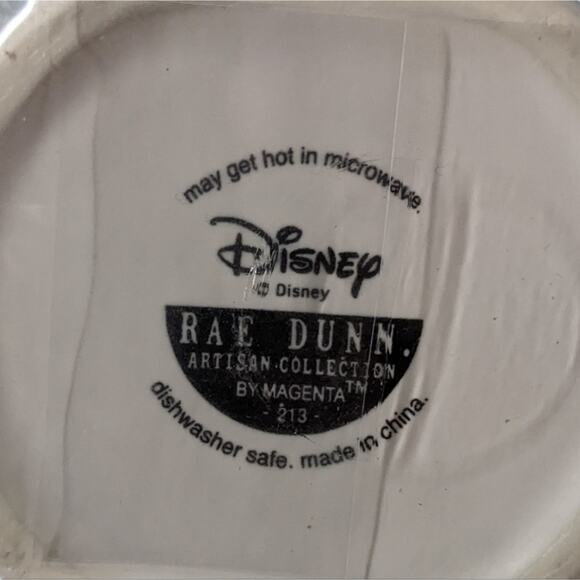 may get hot in microwave.
Disney
© Disney
RAE DUNN.
ARTISAN COLLECTION
BY MAGENTA™
- 213 -
dishwasher safe. made in china.